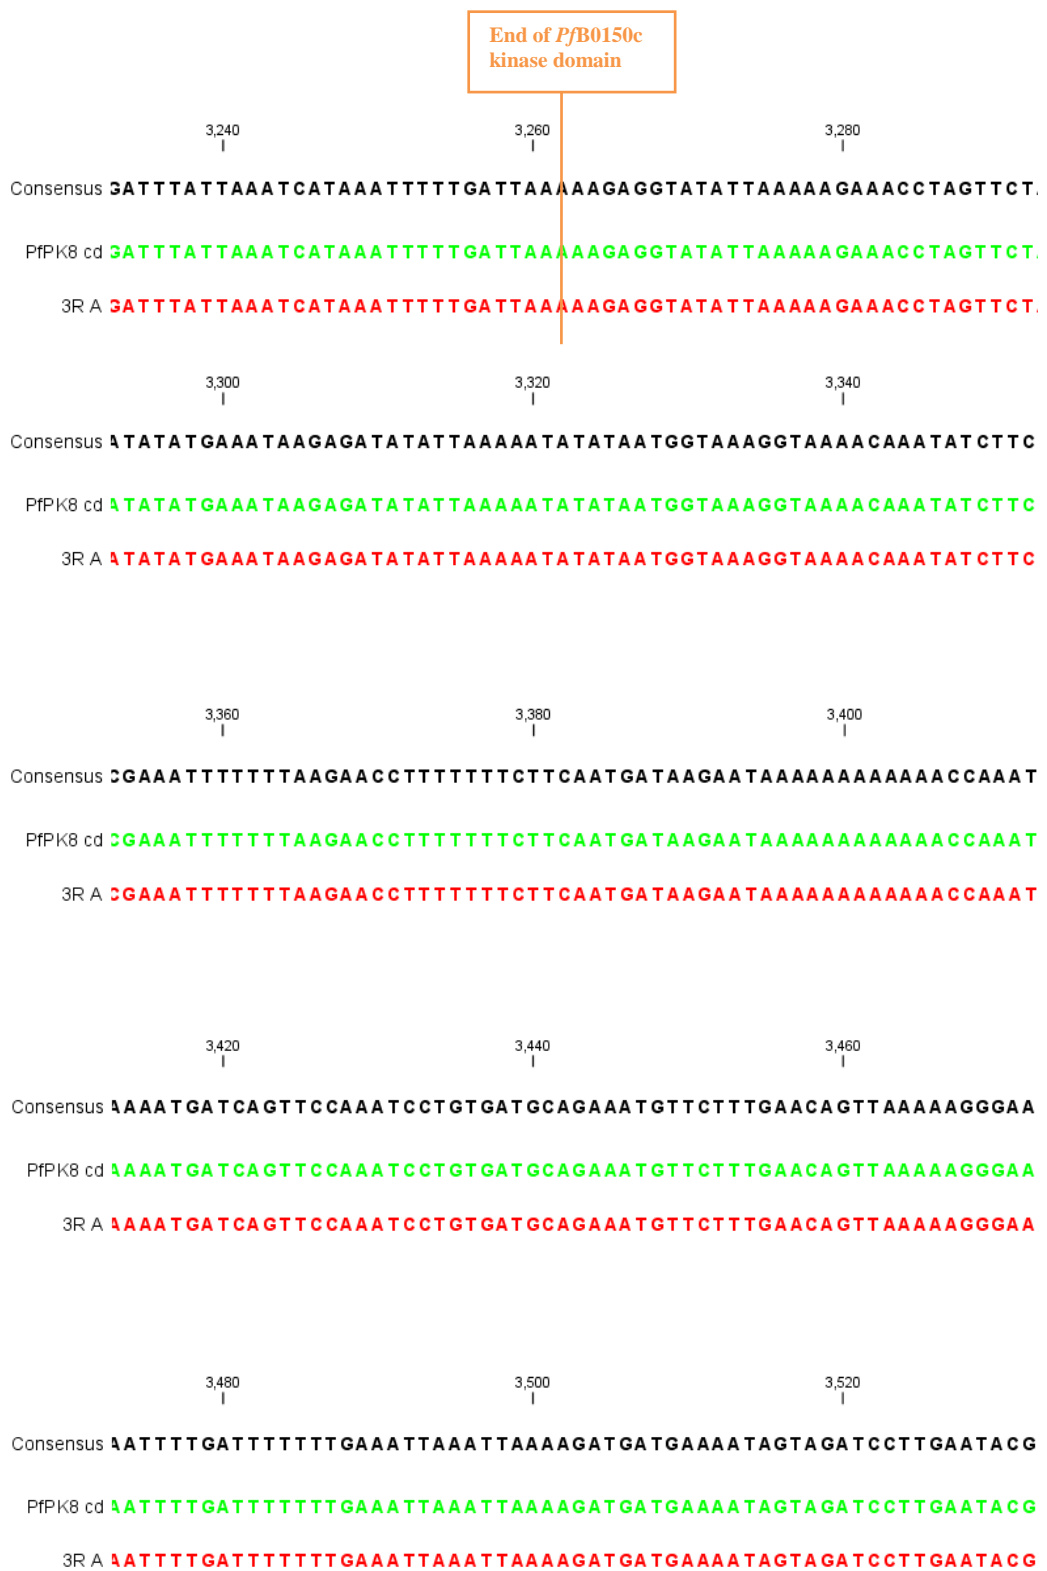 End of PfB0150c
kinase domain
3,240 3,260 3,280
Consensus GATTTATTAAATCATAAATTTTTGATTAAAAAGAGGTATATTAAAAAGAAACCTAGTTCT
PfPK8 cd GATTTATTAAATCATAAATTTTTGATTAAAAAGAGGTATATTAAAAAGAAACCTAGTTCT
3R A GATTTATTAAATCATAAATTTTTGATTAAAAAGAGGTATATTAAAAAGAAACCTAGTTCT
3,300 3,320 3,340
Consensus ATATATGAAATAAGAGATATATTAAAAATATATAATGGTAAAGGTAAAACAAATATCTTC
PfPK8 cd ATATATGAAATAAGAGATATATTAAAAATATATAATGGTAAAGGTAAAACAAATATCTTC
3R A ATATATGAAATAAGAGATATATTAAAAATATATAATGGTAAAGGTAAAACAAATATCTTC
3,360 3,380 3,400
Consensus CGAAATTTTTTTAAGAACCTTTTTTTCTTCAATGATAAGAATAAAAAAAAAAAACCAAAT
PfPK8 cd CGAAATTTTTTTAAGAACCTTTTTTTCTTCAATGATAAGAATAAAAAAAAAAAACCAAAT
3R A CGAAATTTTTTTAAGAACCTTTTTTTCTTCAATGATAAGAATAAAAAAAAAAAACCAAAT
3,420 3,440 3,460
Consensus AAAATGATCAGTTCCAAATCCTGTGATGCAGAAATGTTCTTTGAACAGTTAAAAAGGGAA
PfPK8 cd AAAATGATCAGTTCCAAATCCTGTGATGCAGAAATGTTCTTTGAACAGTTAAAAAGGGAA
3R A AAAATGATCAGTTCCAAATCCTGTGATGCAGAAATGTTCTTTGAACAGTTAAAAAGGGAA
3,480 3,500 3,520
Consensus AATTTTGATTTTTTTGAAATTAAATTAAAAGATGATGAAAATAGTAGATCCTTGAATACG
PfPK8 cd AATTTTGATTTTTTTGAAATTAAATTAAAAGATGATGAAAATAGTAGATCCTTGAATACG
3R A AATTTTGATTTTTTTGAAATTAAATTAAAAGATGATGAAAATAGTAGATCCTTGAATACG